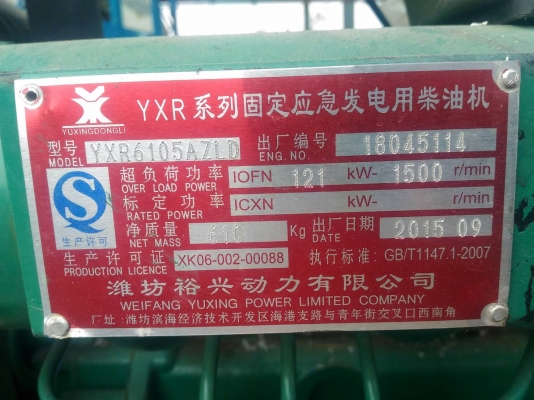 YXR系列固定应急发电用柴油机
YUXINGDONGLI
型号 YXR6105AZLD 出厂编号 18045114
MODEL ENG.NO.
超负荷功率 IOFN 121 kW- 1500 r/min
OVER LOAD POWER
标定功率 ICXN kW- r/min
RATED POWER
净质量 Kg 出厂日期 2015 09
NET MASS DATE
生产许可
生产许可证 XK06-002-00088 执行标准: GB/T1147.1-2007
PRODUCTION LICENCE
潍坊裕兴动力有限公司
WEIFANG YUXING POWER LIMITED COMPANY
厂址:潍坊滨海经济技术开发区海港支路与青年街交叉口西南角